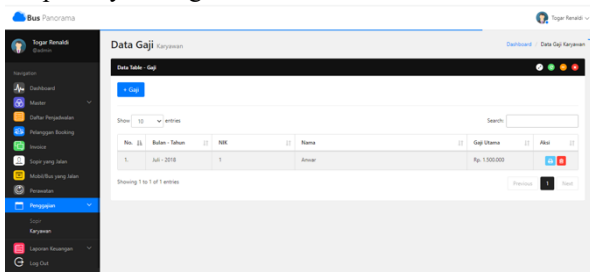 Bus Panorama
Togar Renaldi
Togar Renaldi
@admin
Navigation
Dashboard
Master
Daftar Penjadwalan
Pelanggan Booking
Invoice
Sopir yang Jalan
Mobil/Bus yang Jalan
Perawatan
Penggajian
Sopir
Karyawan
Laporan Keuangan
Log Out
Data Gaji Karyawan
Dashboard / Data Gaji Karyawan
Data Table - Gaji
+ Gaji
Show 10 entries
Search:
No. Bulan - Tahun NIK Nama Gaji Utama Aksi
1. Juli - 2018 1 Anwar Rp. 1.500.000
Showing 1 to 1 of 1 entries
Previous 1 Next